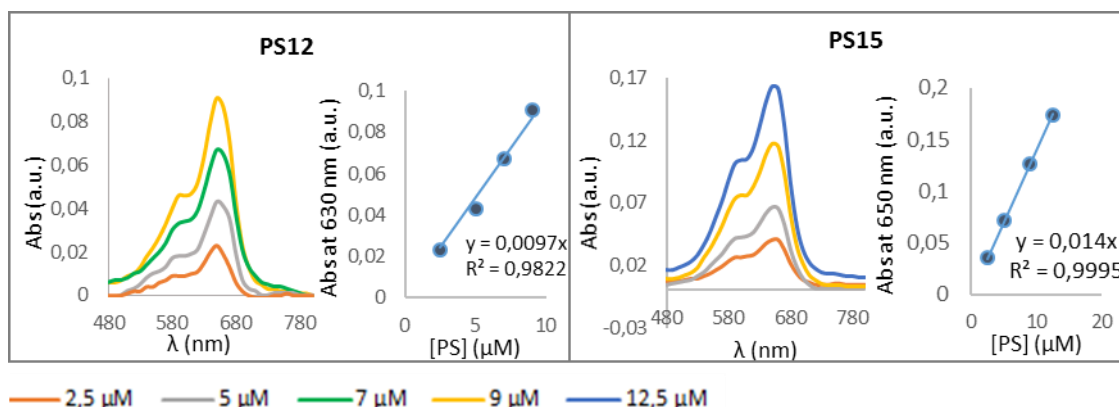 PS12
Abs (a.u.)
0,1
0,08
0,06
0,04
0,02
0
480 580 680 780
λ (nm)
Abs at 630 nm (a.u.)
0,1
0,08
0,06
0,04
0,02
0
y = 0,0097x
R² = 0,9822
0 5 10
[PS] (μM)
PS15
Abs (a.u.)
0,17
0,12
0,07
0,02
-0,03
480 580 680 780
λ (nm)
Abs at 650 nm (a.u.)
0,2
0,15
0,1
0,05
0
y = 0,014x
R² = 0,9995
0 10 20
[PS] (μM)
2,5 μM 5 μM 7 μM 9 μM 12,5 μM